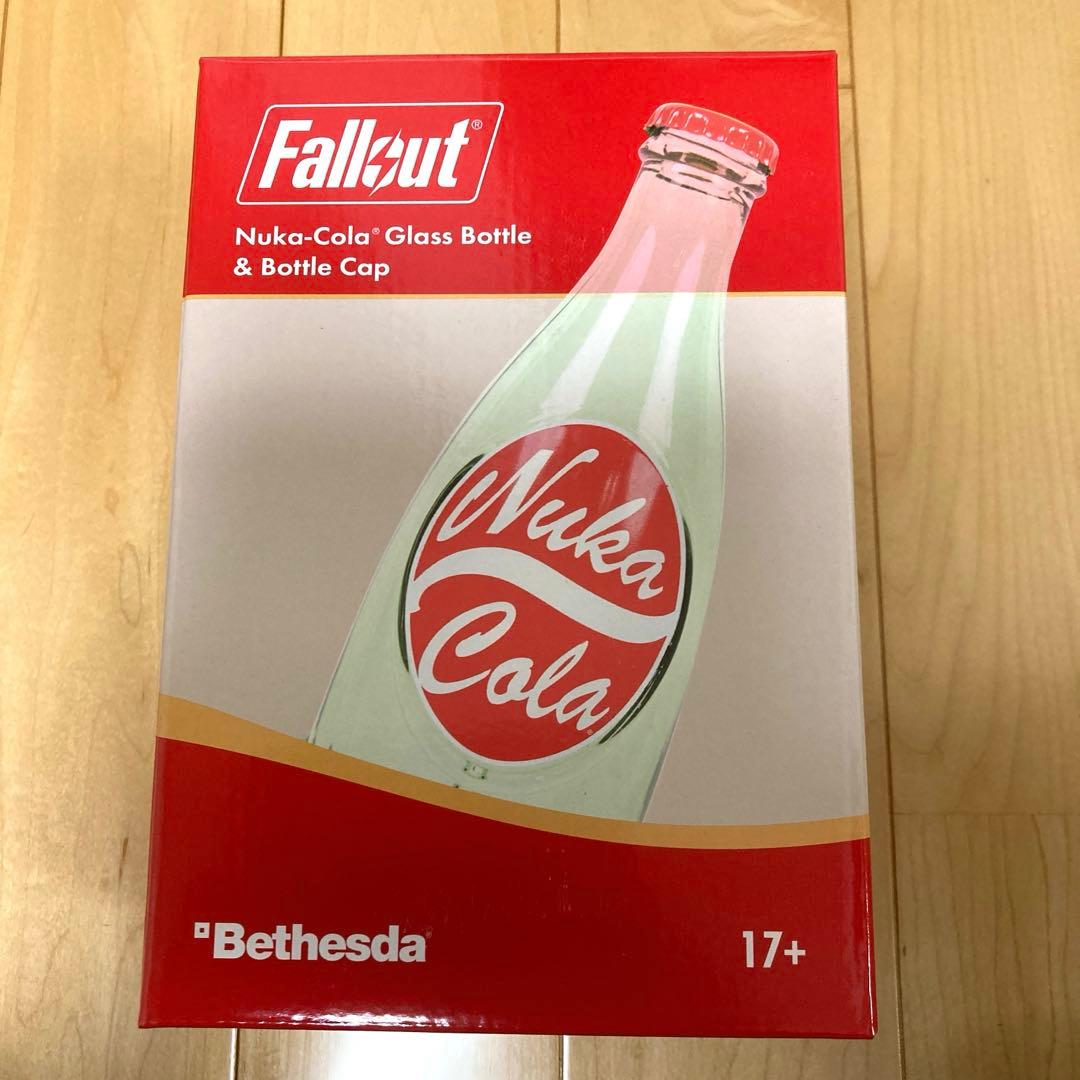 Fallout®
Nuka-Cola® Glass Bottle
& Bottle Cap
Nuka
Cola
Bethesda
17+